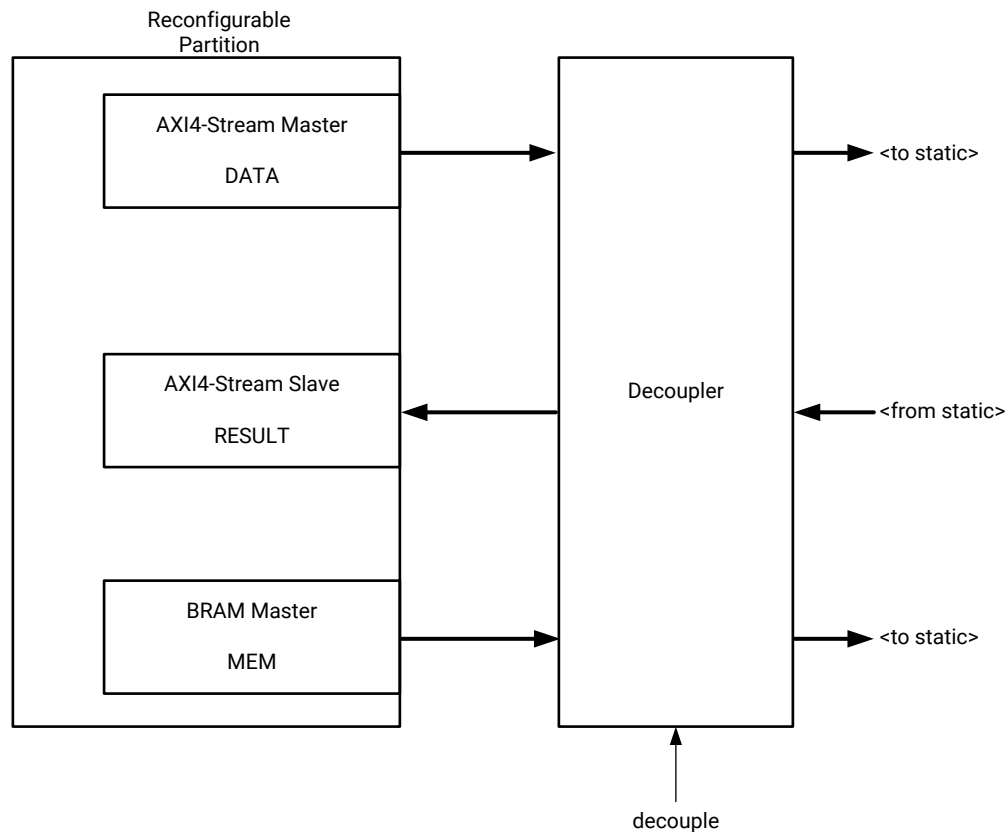 Reconfigurable
Partition
AXI4-Stream Master
DATA
<to static>
AXI4-Stream Slave
RESULT
Decoupler
<from static>
BRAM Master
MEM
<to static>
decouple